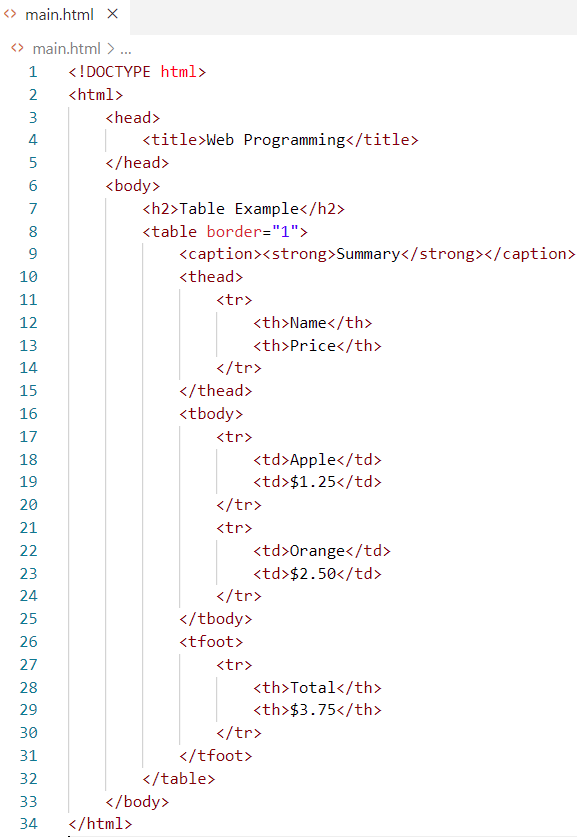 main.html
main.html > ...
1 <!DOCTYPE html>
2 <html>
3     <head>
4         <title>Web Programming</title>
5     </head>
6     <body>
7         <h2>Table Example</h2>
8         <table border="1">
9             <caption><strong>Summary</strong></caption>
10             <thead>
11                 <tr>
12                     <th>Name</th>
13                     <th>Price</th>
14                 </tr>
15             </thead>
16             <tbody>
17                 <tr>
18                     <td>Apple</td>
19                     <td>$1.25</td>
20                 </tr>
21                 <tr>
22                     <td>Orange</td>
23                     <td>$2.50</td>
24                 </tr>
25             </tbody>
26             <tfoot>
27                 <tr>
28                     <th>Total</th>
29                     <th>$3.75</th>
30                 </tr>
31             </tfoot>
32         </table>
33     </body>
34 </html>